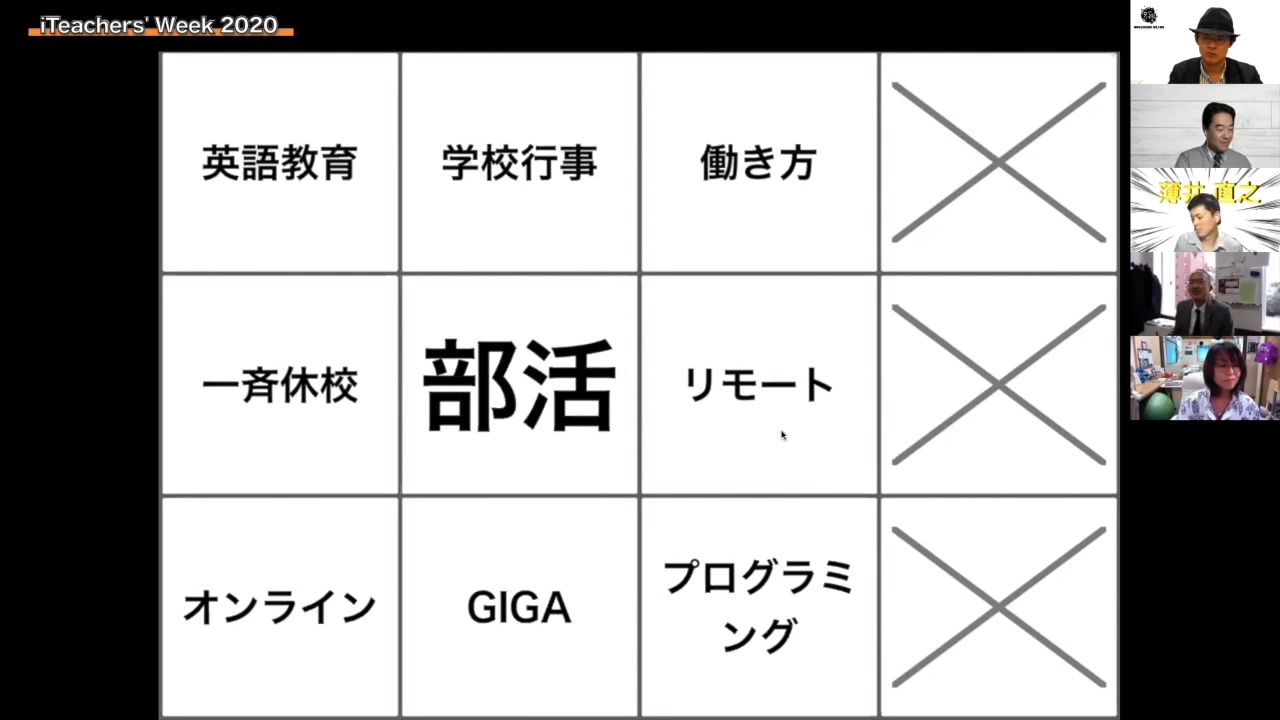 iTeachers' Week 2020
英語教育
学校行事
働き方
一斉休校
部活
リモート
オンライン
GIGA
プログラミ
ング
薄井 直之